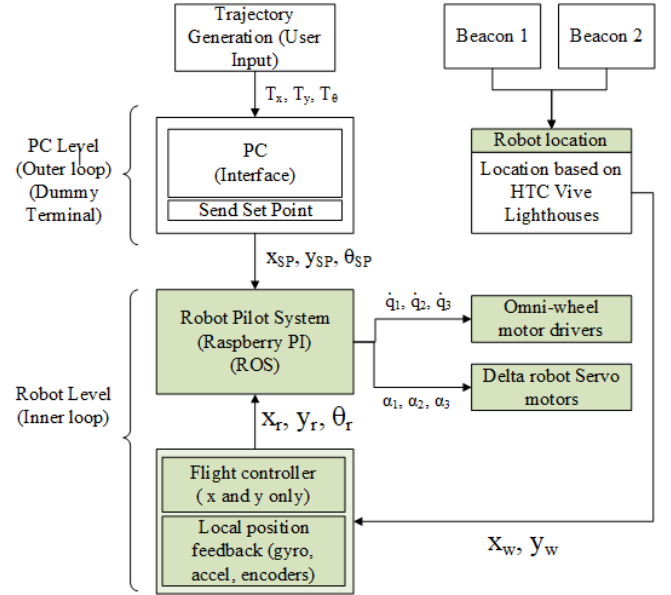 Trajectory
Generation (User
Input)
Beacon 1
Beacon 2
Tx, Ty, Tθ
PC Level
(Outer loop)
(Dummy
Terminal)
PC
(Interface)
Send Set Point
Robot location
Location based on
HTC Vive
Lighthouses
xSP, ySP, θSP
Robot Pilot System
(Raspberry PI)
(ROS)
q̇1, q̇2, q̇3
Omni-wheel
motor drivers
α1, α2, α3
Delta robot Servo
motors
Robot Level
(Inner loop)
xr, yr, θr
Flight controller
( x and y only)
Local position
feedback (gyro,
accel, encoders)
xw, yw